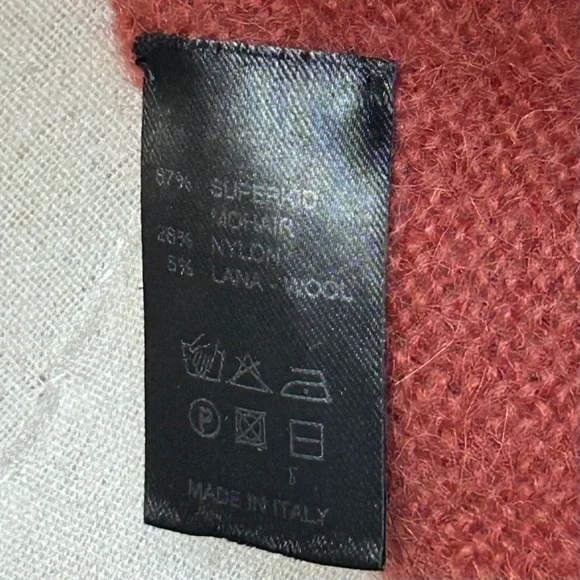 67% SUPERKID
MOHAIR
28% NYLON
5% LANA - WOOL
P
MADE IN ITALY